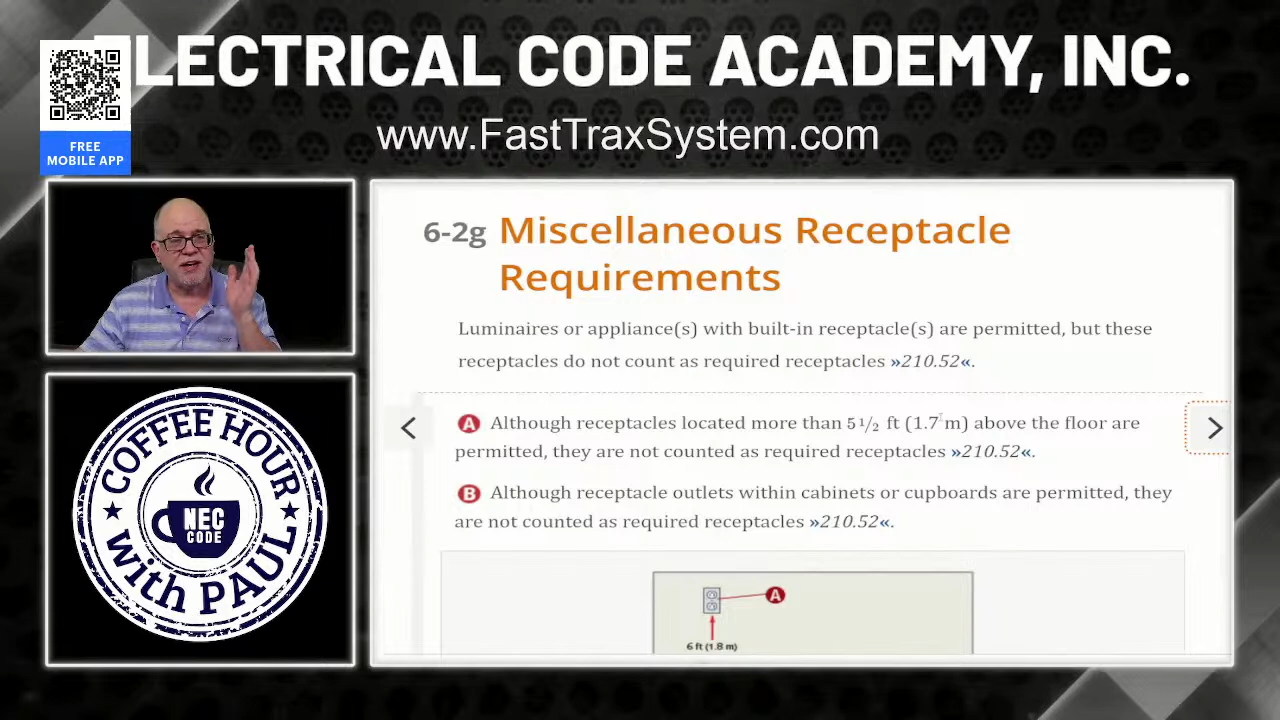 ELECTRICAL CODE ACADEMY, INC.
www.FastTraxSystem.com
FREE
MOBILE APP
6-2g Miscellaneous Receptacle
Requirements
Luminaires or appliance(s) with built-in receptacle(s) are permitted, but these
receptacles do not count as required receptacles »210.52«.
A Although receptacles located more than 5 1/2 ft (1.7 m) above the floor are
permitted, they are not counted as required receptacles »210.52«.
B Although receptacle outlets within cabinets or cupboards are permitted, they
are not counted as required receptacles »210.52«.
A
6 ft (1.8 m)
COFFEE HOUR
NEC
CODE
with PAUL